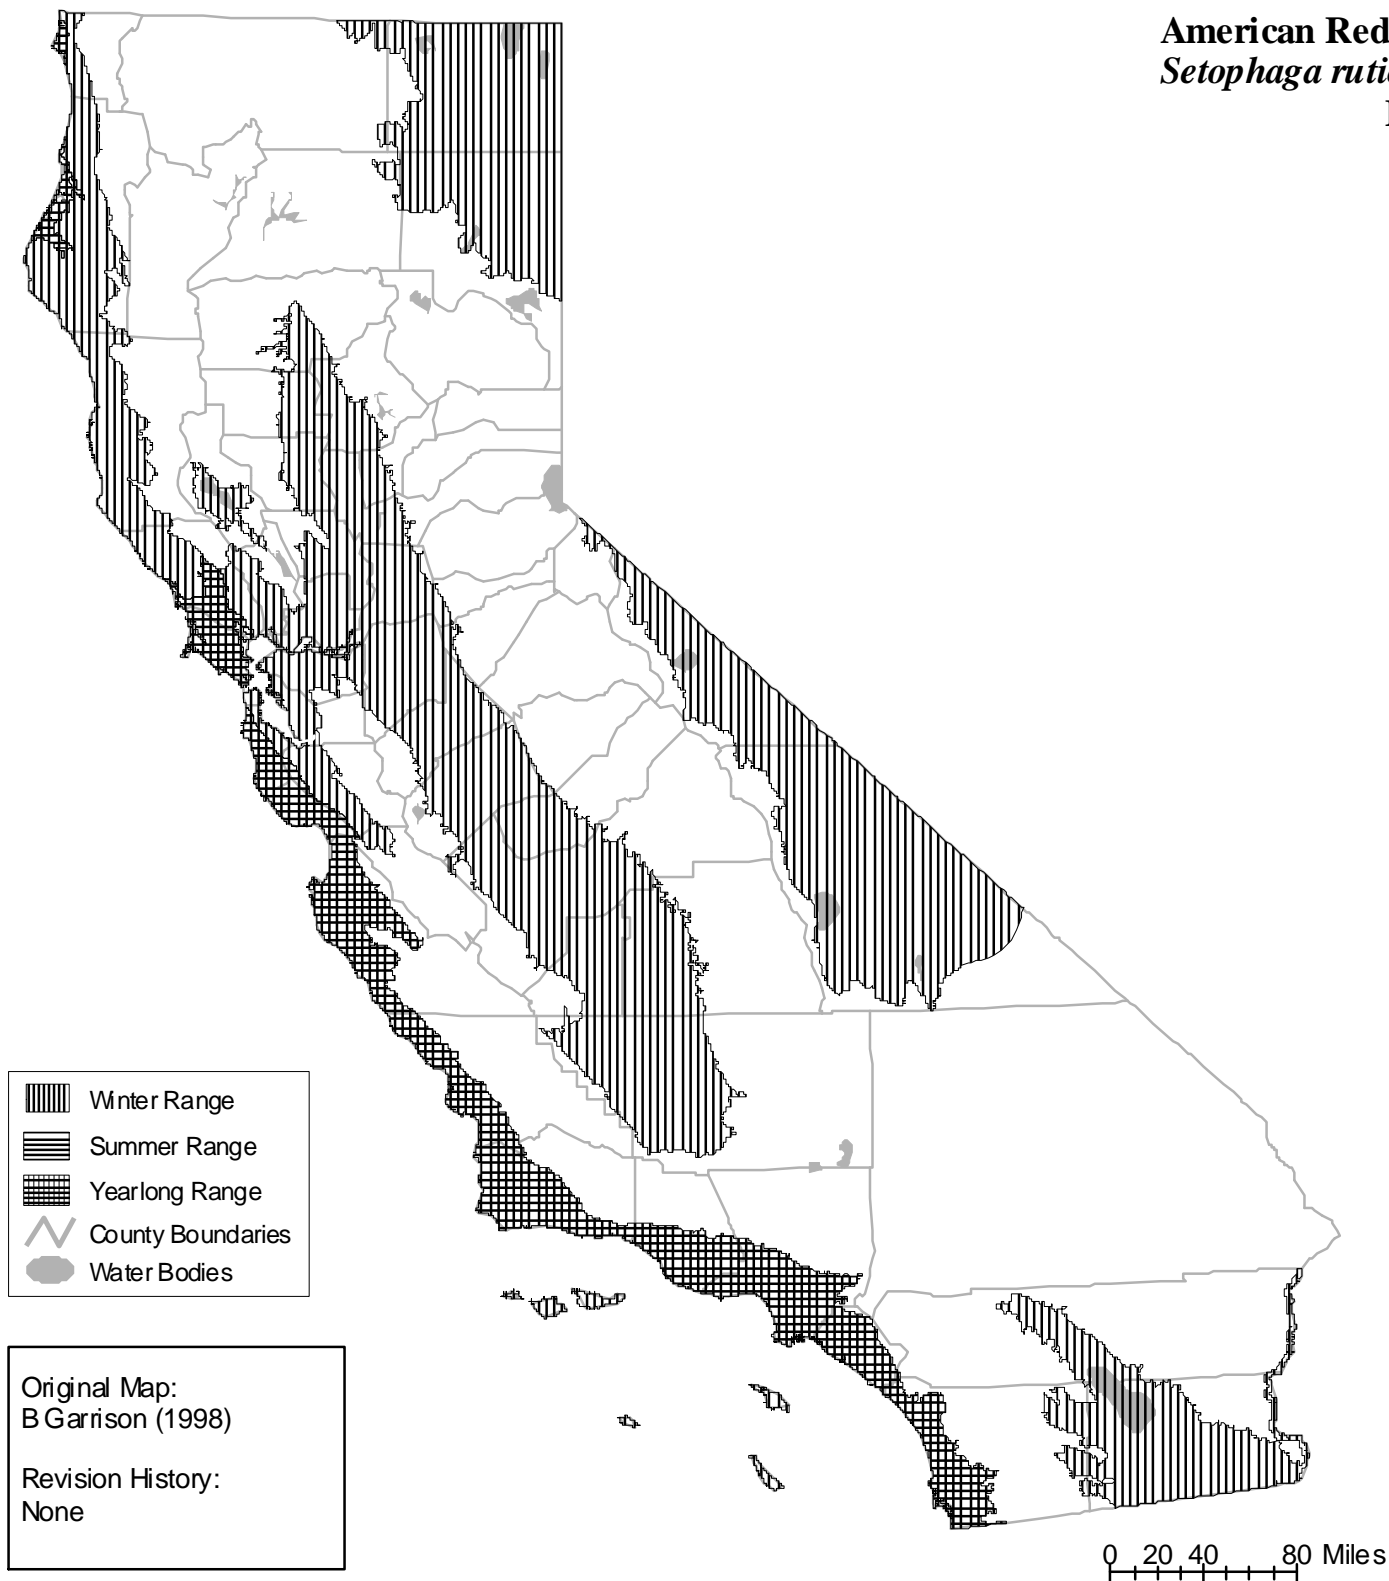 American Red
Setophaga rutic
Winter Range
Summer Range
Yearlong Range
County Boundaries
Water Bodies
Original Map:
B Garrison (1998)
Revision History:
None
0 20 40 80 Miles